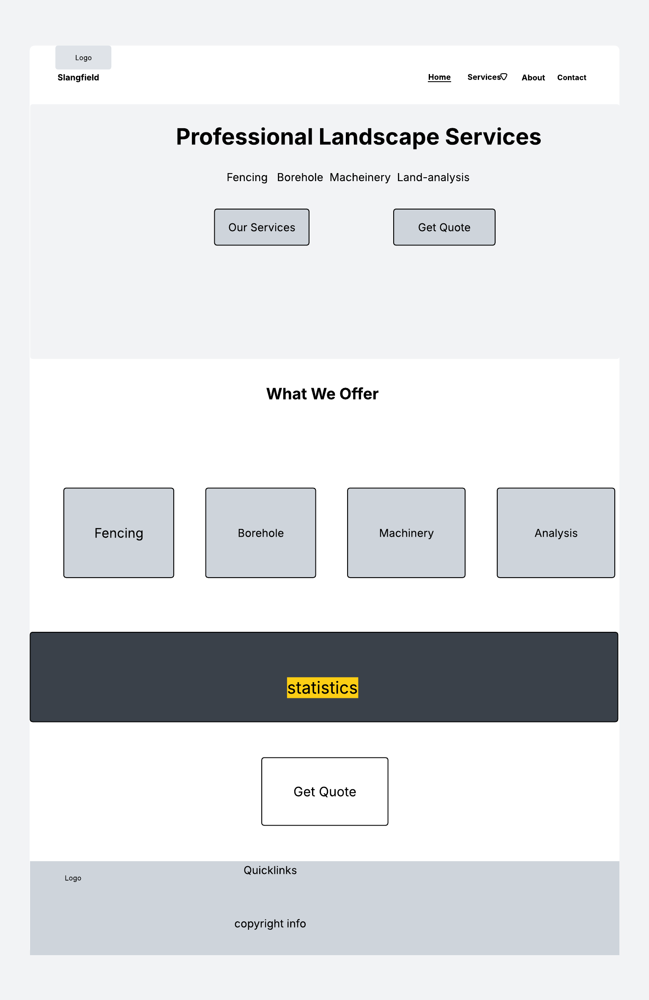 Logo
Slangfield
Home Services About Contact
Professional Landscape Services
Fencing Borehole Macheinery Land-analysis
Our Services Get Quote
What We Offer
Fencing Borehole Machinery Analysis
statistics
Get Quote
Quicklinks
Logo
copyright info